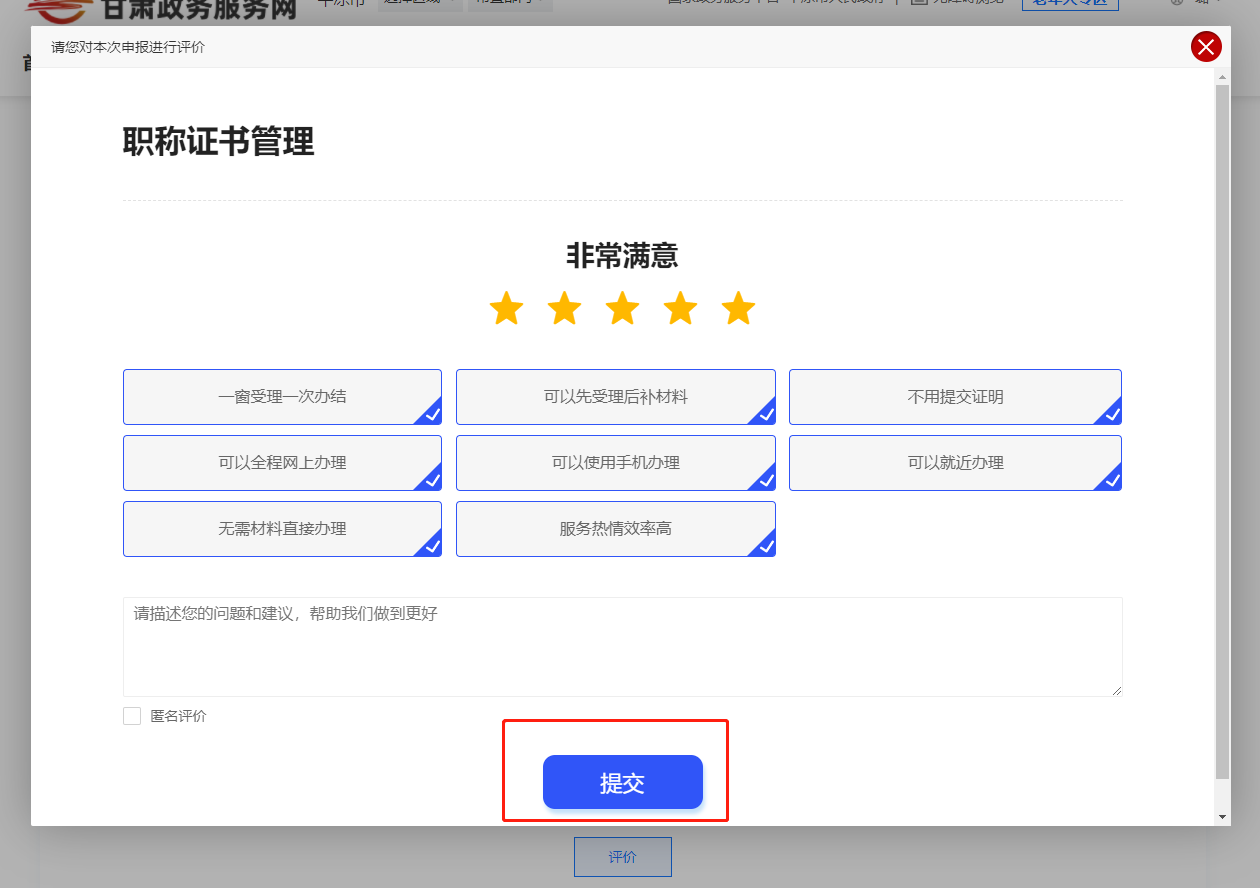 甘肃政务服务网
请您对本次申报进行评价
职称证书管理
非常满意
一窗受理一次办结
可以先受理后补材料
不用提交证明
可以全程网上办理
可以使用手机办理
可以就近办理
无需材料直接办理
服务热情效率高
请描述您的问题和建议，帮助我们做到更好
匿名评价
提交
评价